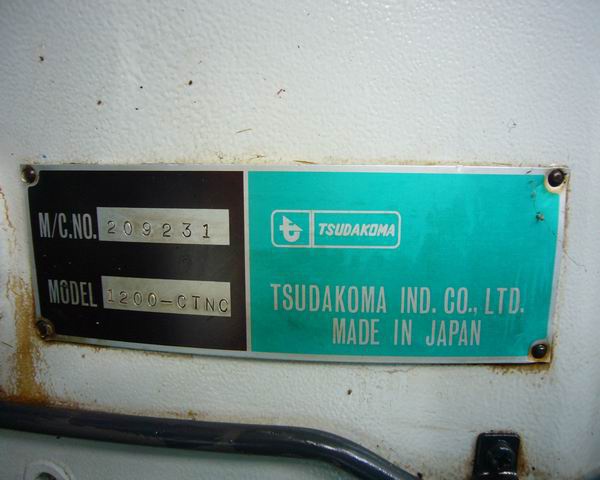 M/C.NO. 209231
MODEL 1200-CTNC
t TSUDAKOMA
TSUDAKOMA IND. CO., LTD.
MADE IN JAPAN